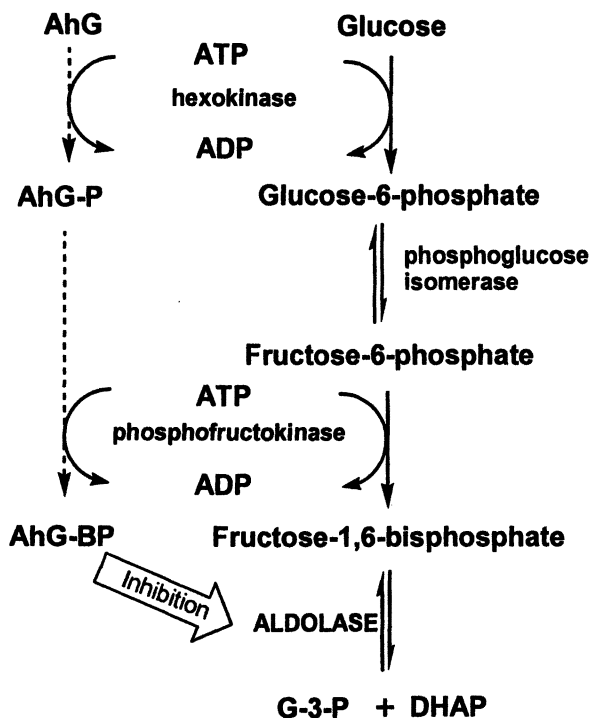 AhG Glucose
ATP
hexokinase
ADP
AhG-P Glucose-6-phosphate
phosphoglucose
isomerase
Fructose-6-phosphate
ATP
phosphofructokinase
ADP
AhG-BP Fructose-1,6-bisphosphate
Inhibition
ALDOLASE
G-3-P + DHAP